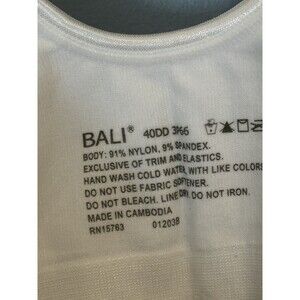 BALI® 40DD 3P66
BODY: 91% NYLON, 9% SPANDEX.
EXCLUSIVE OF TRIM AND ELASTICS.
HAND WASH COLD WATER, WITH LIKE COLORS
DO NOT USE FABRIC SOFTENER.
DO NOT BLEACH. LINE DRY. DO NOT IRON.
MADE IN CAMBODIA
RN15763 01203B